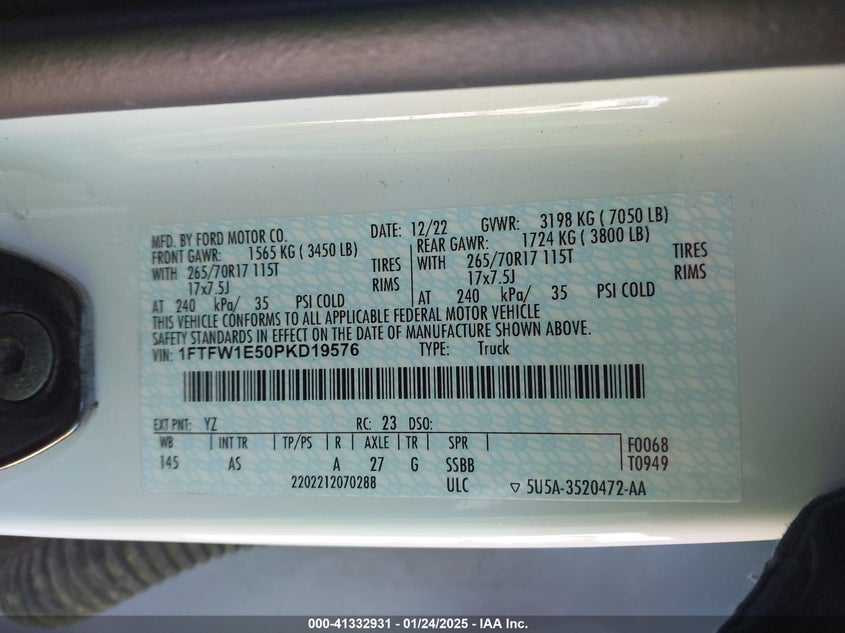 MFD. BY FORD MOTOR CO. DATE: 12/22 GVWR: 3198 KG ( 7050 LB)
FRONT GAWR: 1565 KG ( 3450 LB) REAR GAWR: 1724 KG ( 3800 LB)
WITH 265/70R17 115T TIRES WITH 265/70R17 115T TIRES
17x7.5J RIMS 17x7.5J RIMS
AT 240 kPa/ 35 PSI COLD AT 240 kPa/ 35 PSI COLD
THIS VEHICLE CONFORMS TO ALL APPLICABLE FEDERAL MOTOR VEHICLE
SAFETY STANDARDS IN EFFECT ON THE DATE OF MANUFACTURE SHOWN ABOVE.
VIN: 1FTFW1E50PKD19576 TYPE: Truck
EXT PNT: YZ RC: 23 DSO:
WB INT TR TP/PS R AXLE TR SPR F0068
145 AS A 27 G SSBB T0949
2202212070288 ULC ▽ 5U5A-3520472-AA
000-41332931 - 01/24/2025 - IAA Inc.